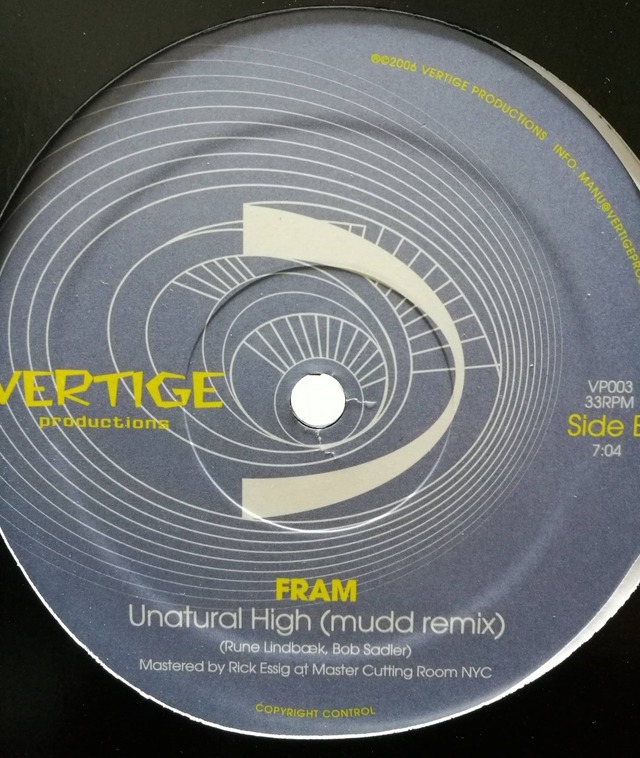 ℗©2006 VERTIGE PRODUCTIONS INFO: MANU@VERTIGEPROD
VERTIGE
productions
VP003
33RPM
Side
7:04
FRAM
Unatural High (mudd remix)
(Rune Lindbæk, Bob Sadler)
Mastered by Rick Essig at Master Cutting Room NYC
COPYRIGHT CONTROL